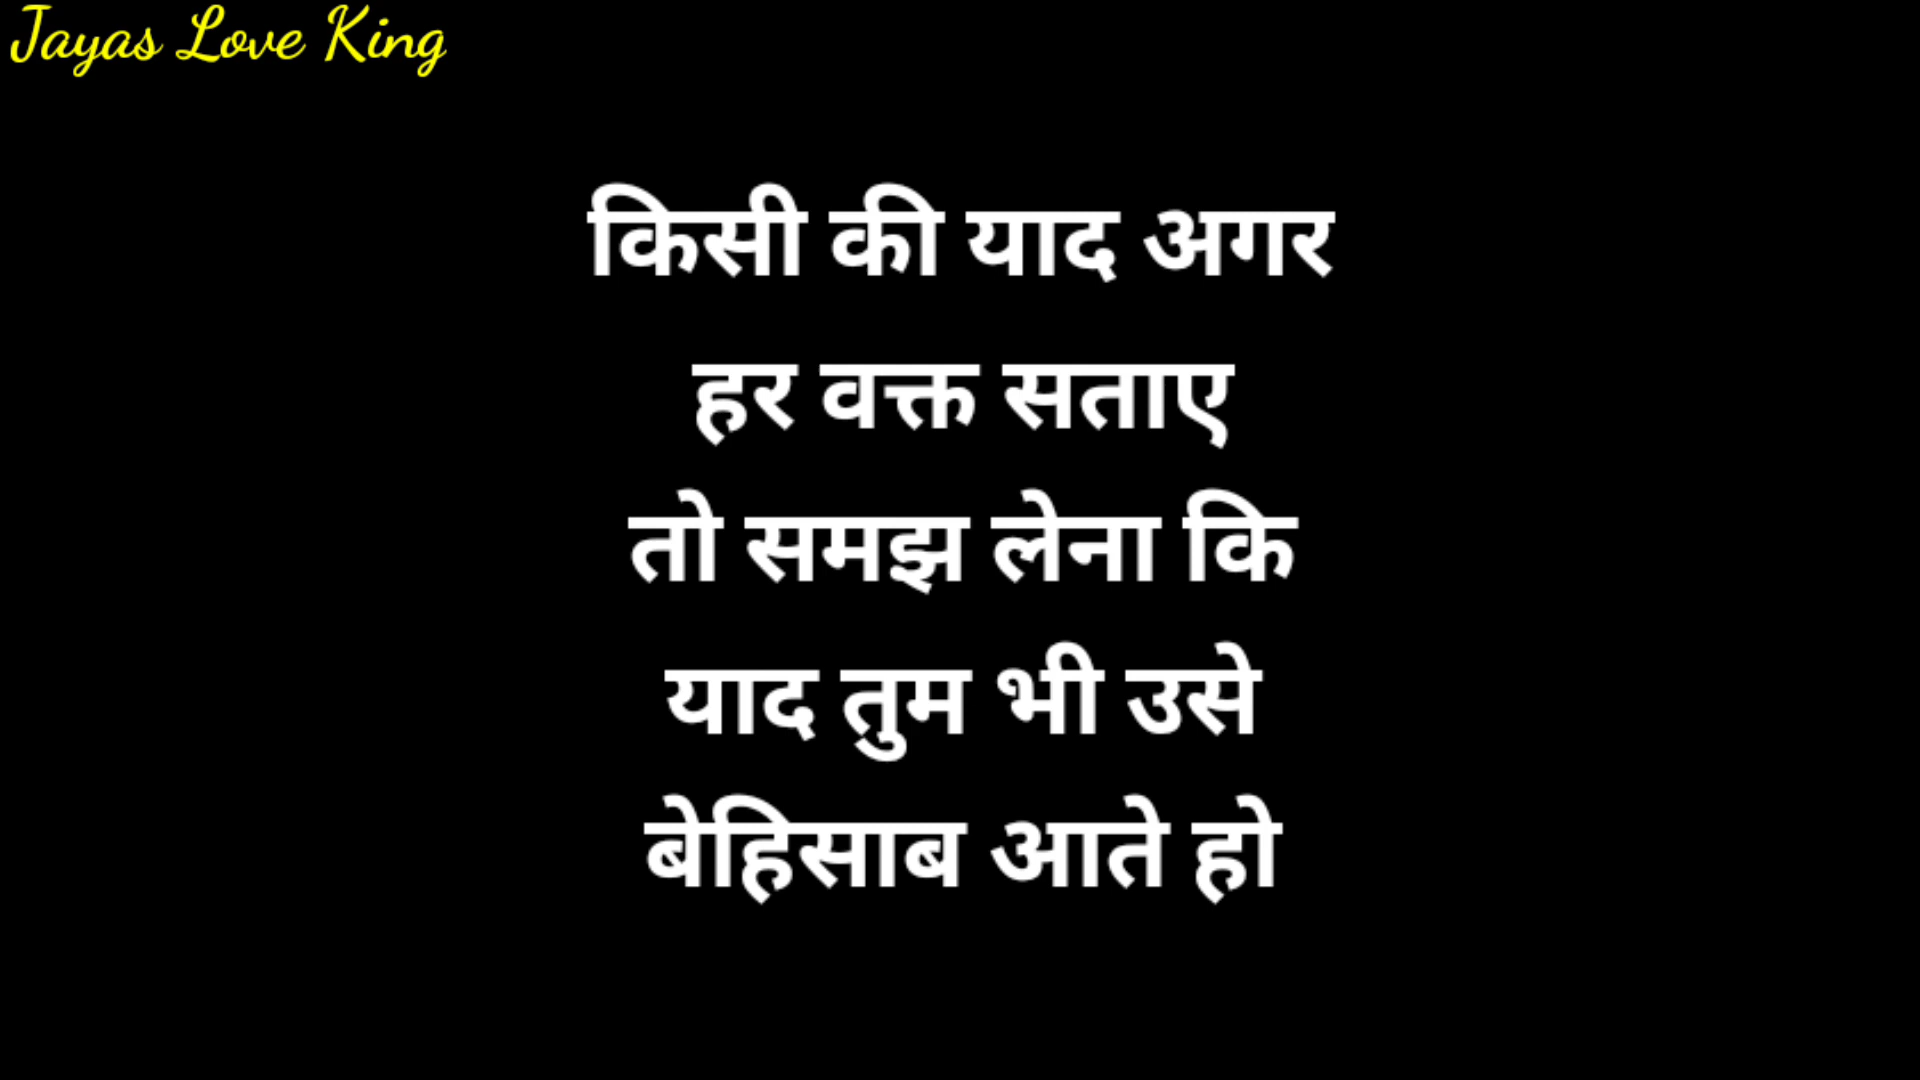 Jayas Love King
किसी की याद अगर
हर वक्त सताए
तो समझ लेना कि
याद तुम भी उसे
बेहिसाब आते हो